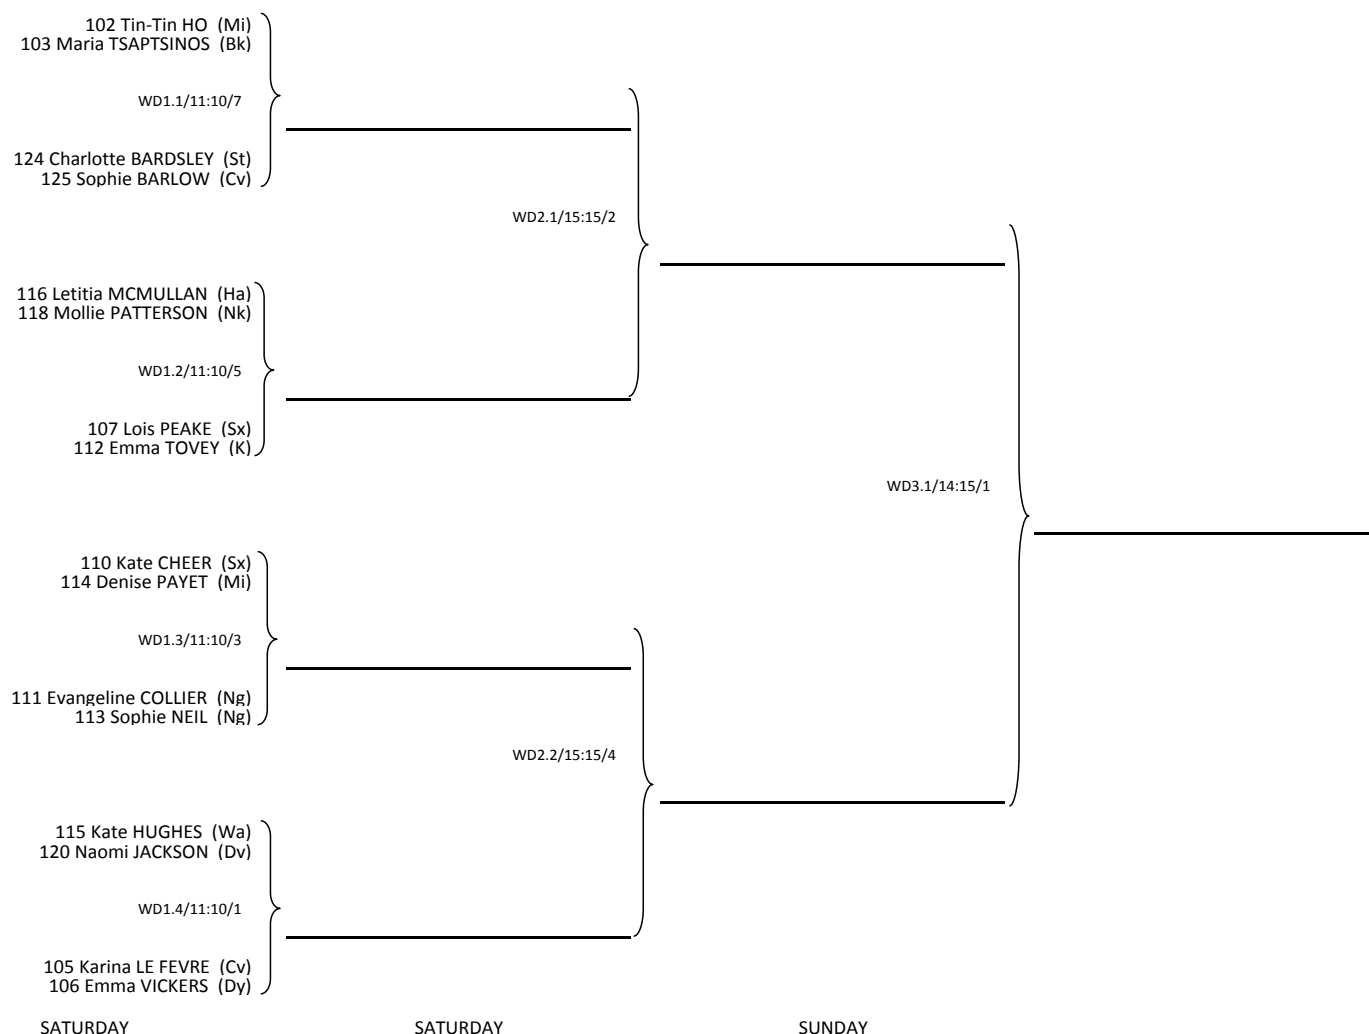 102 Tin-Tin HO (Mi)
103 Maria TSAPTSINOS (Bk)
WD1.1/11:10/7
124 Charlotte BARDSLEY (St)
125 Sophie BARLOW (Cv)
WD2.1/15:15/2
116 Letitia MCMULLAN (Ha)
118 Mollie PATTERSON (Nk)
WD1.2/11:10/5
107 Lois PEAKE (Sx)
112 Emma TOVEY (K)
WD3.1/14:15/1
110 Kate CHEER (Sx)
114 Denise PAYET (Mi)
WD1.3/11:10/3
111 Evangeline COLLIER (Ng)
113 Sophie NEIL (Ng)
WD2.2/15:15/4
115 Kate HUGHES (Wa)
120 Naomi JACKSON (Dv)
WD1.4/11:10/1
105 Karina LE FEVRE (Cv)
106 Emma VICKERS (Dy)
SATURDAY SATURDAY SUNDAY